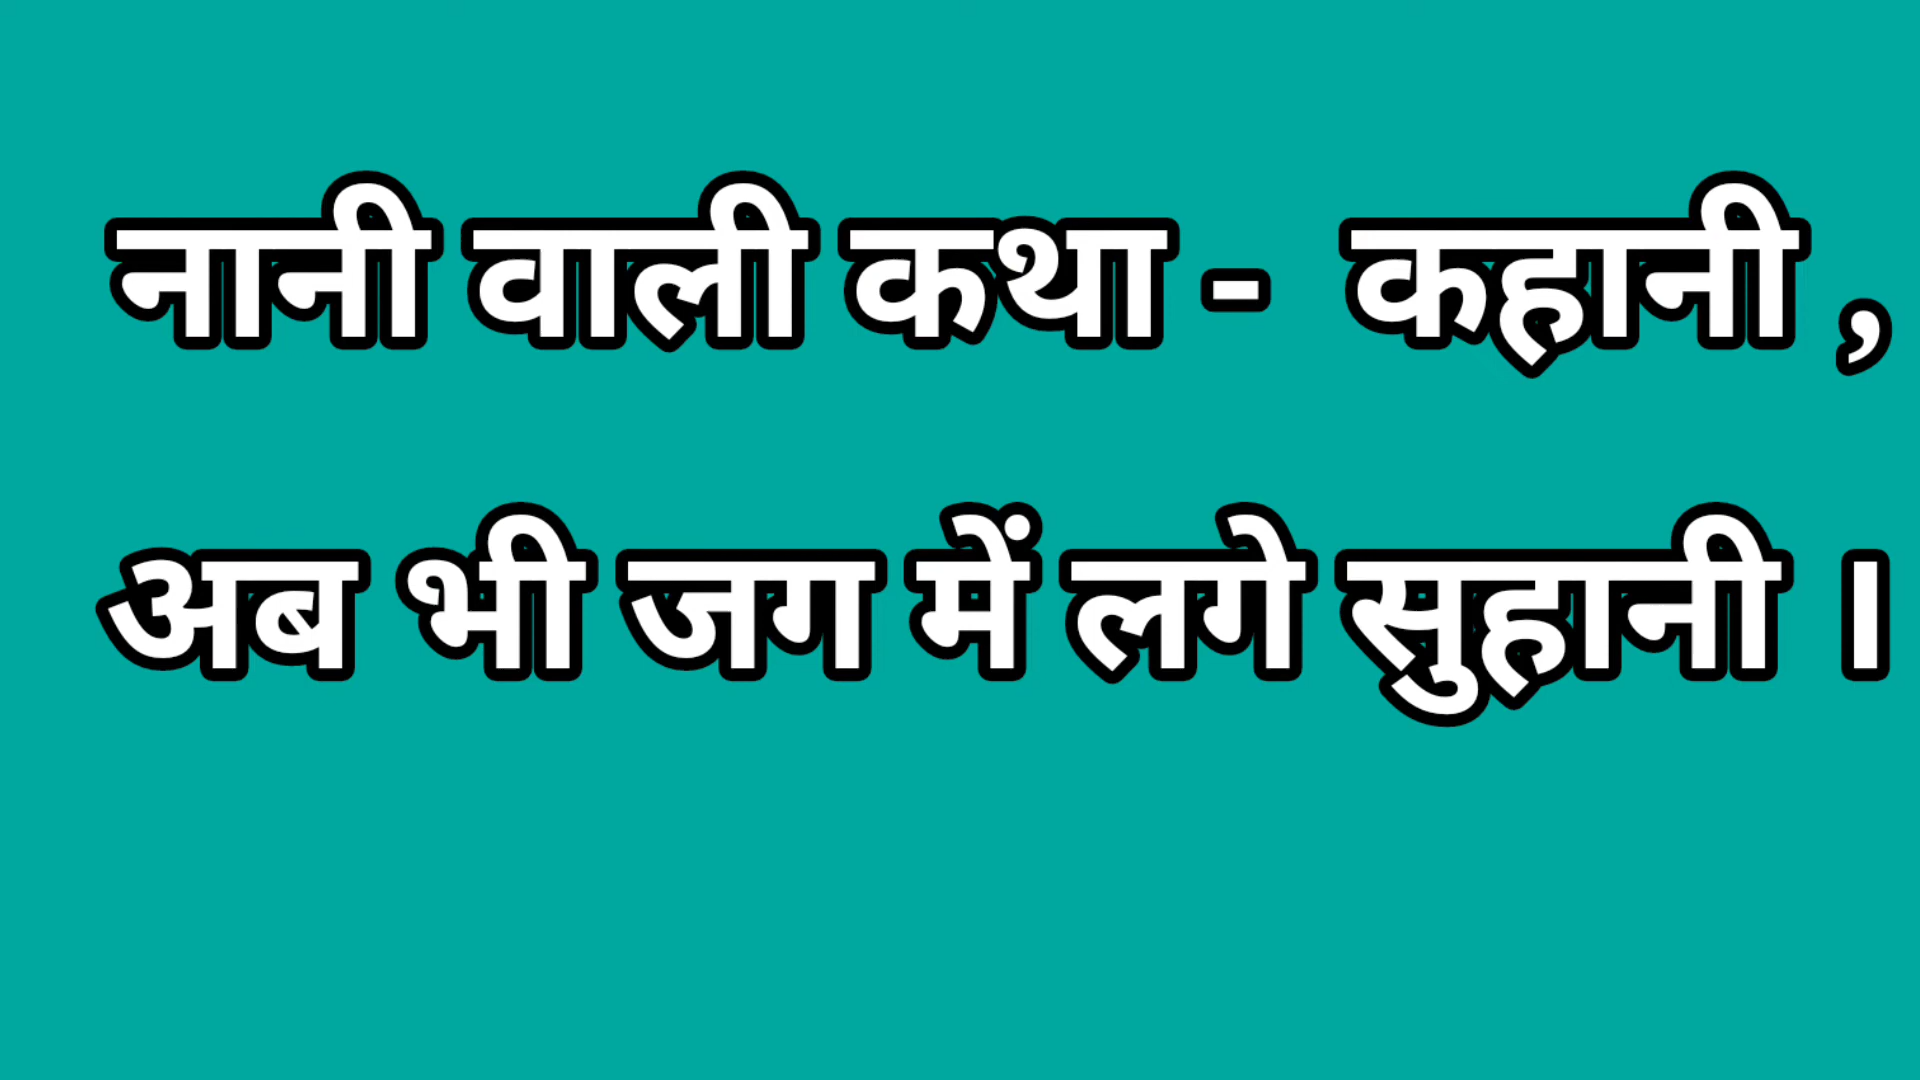 नानी वाली कथा - कहानी ,
अब भी जग में लगे सुहानी ।